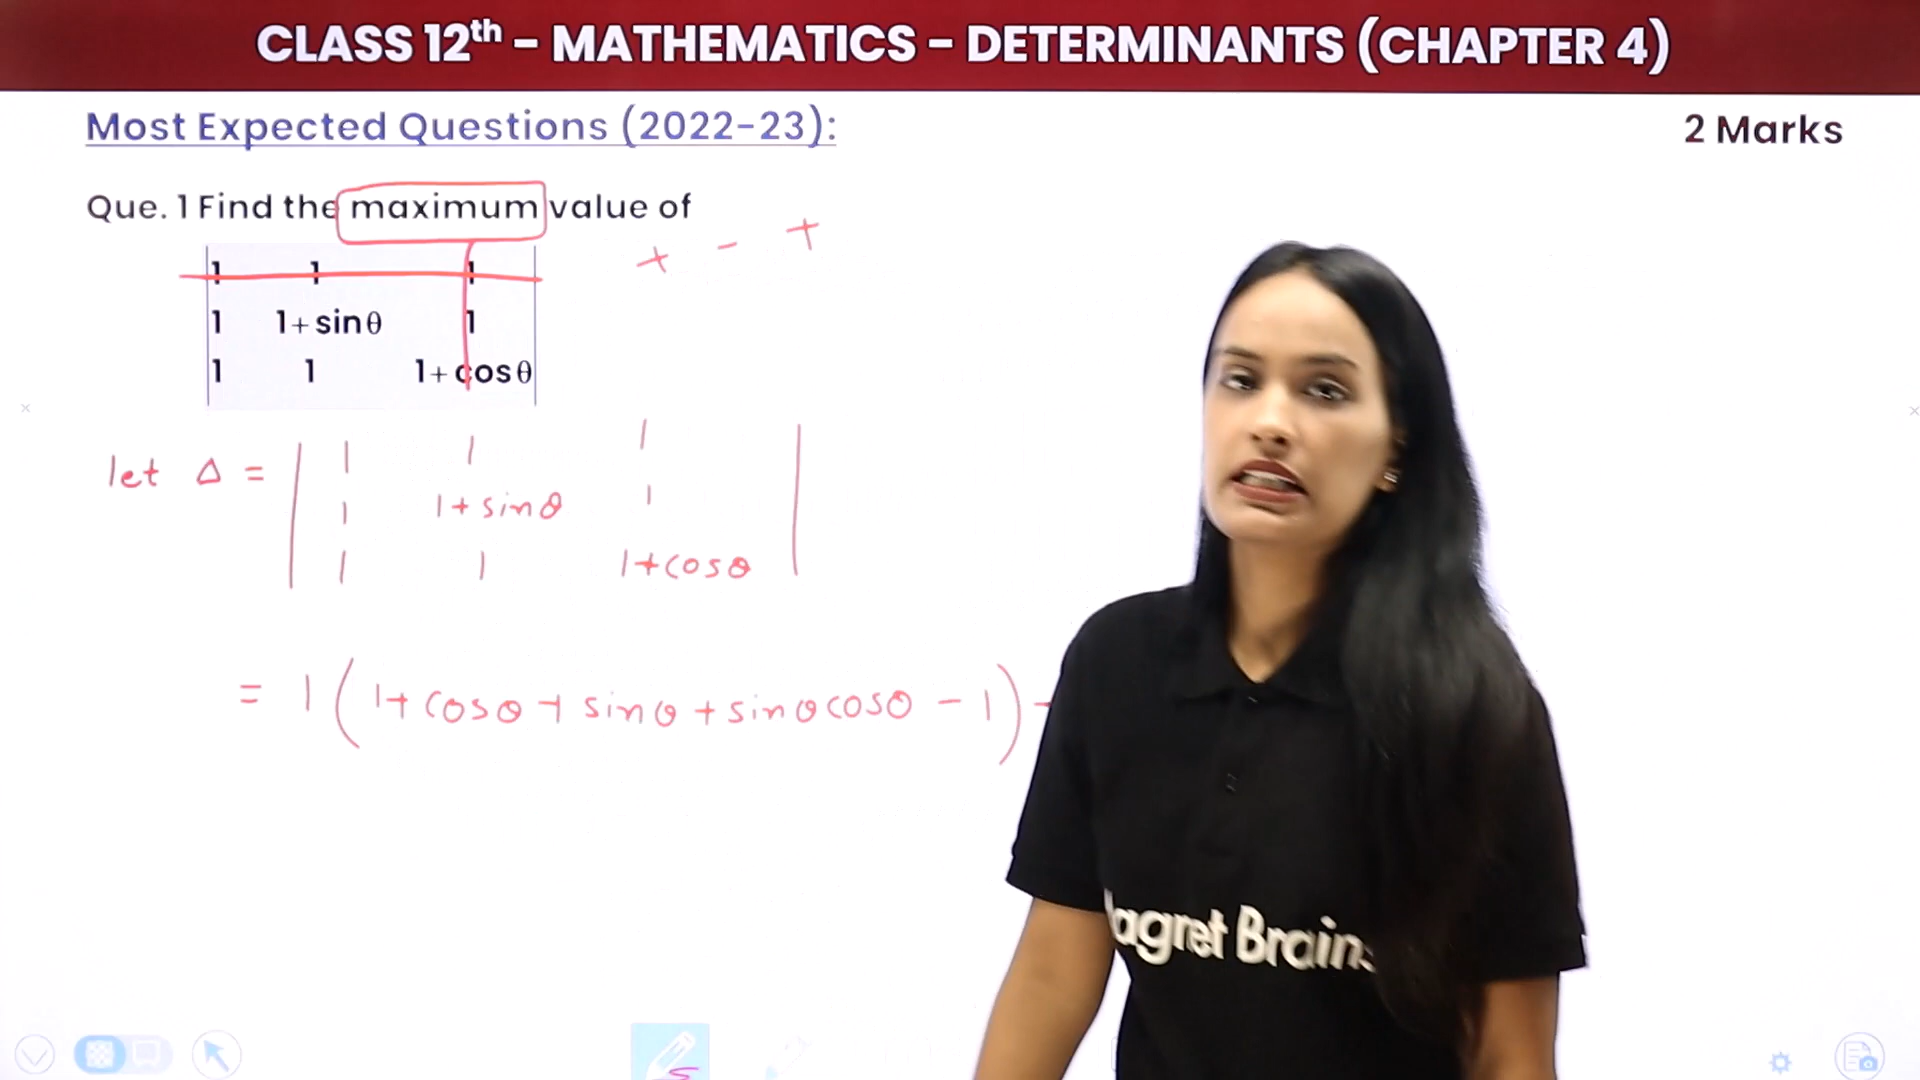 CLASS 12th - MATHEMATICS - DETERMINANTS (CHAPTER 4)
Most Expected Questions (2022-23):
2 Marks
Que. 1 Find the maximum value of
+ - +
1 1 1
1 1+ sinθ 1
1 1 1+ cosθ
let Δ = | 1 1 1 |
1 1+ sinθ 1
1 1 1+cosθ
= 1 ( 1+ cosθ + sinθ + sinθcosθ - 1 ) -
agnet Brains